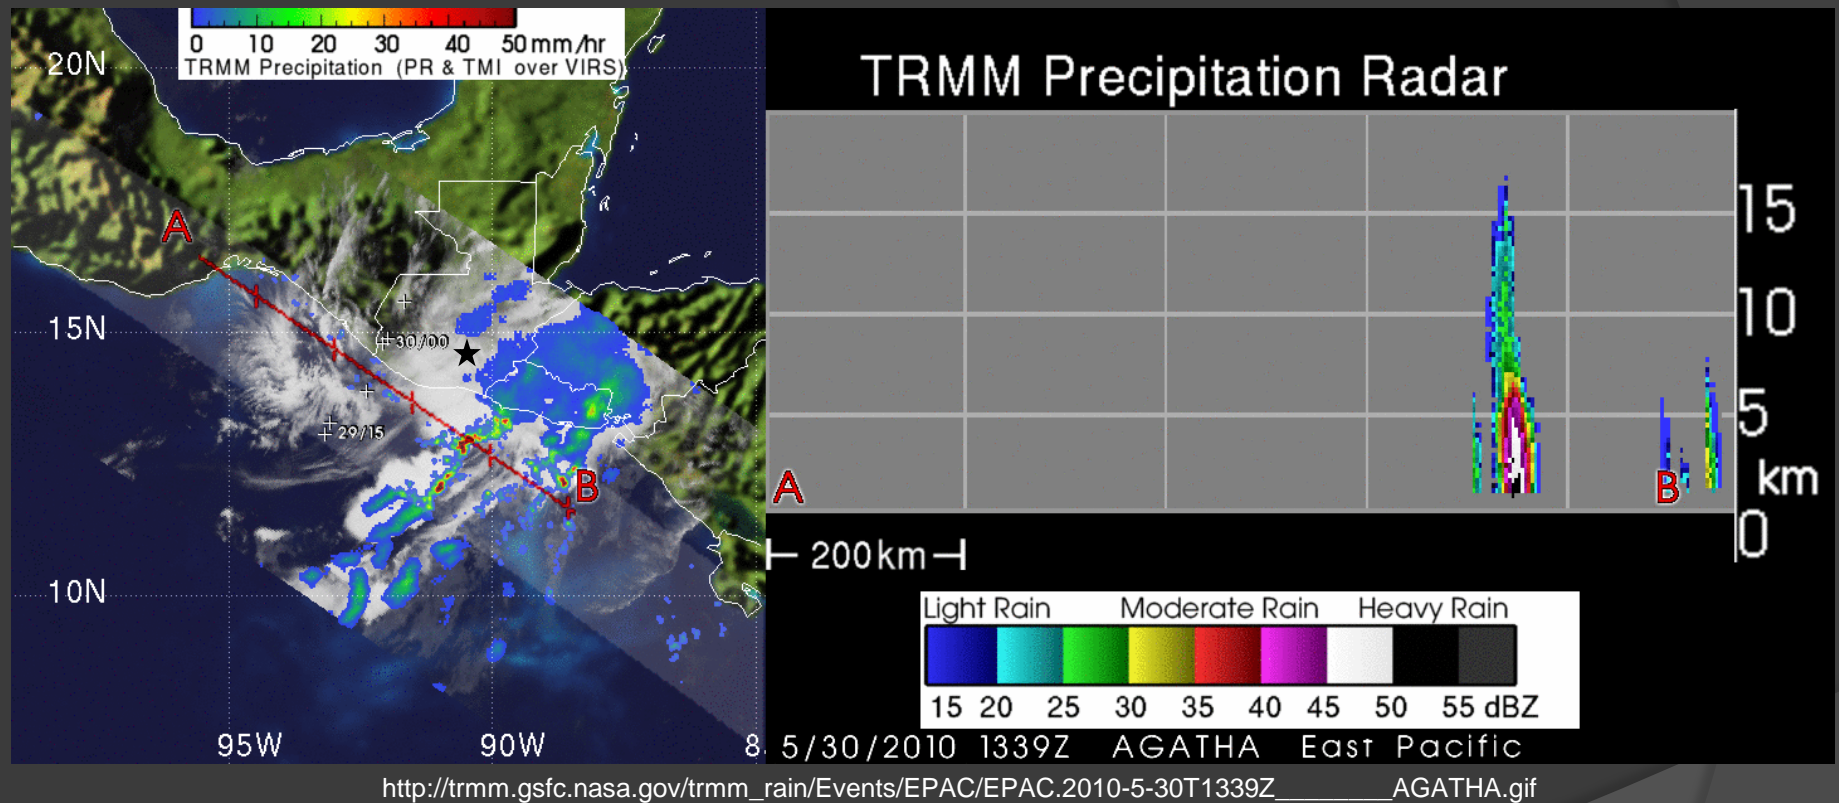 0 10 20 30 40 50 mm/hr
TRMM Precipitation (PR & TMI over VIRS)
20N
A
15N
30/00
29/15
B
10N
95W 90W 8
TRMM Precipitation Radar
15
10
5
km
0
A B
200km
Light Rain Moderate Rain Heavy Rain
15 20 25 30 35 40 45 50 55 dBZ
5/30/2010 1339Z AGATHA East Pacific
http://trmm.gsfc.nasa.gov/trmm_rain/Events/EPAC/EPAC.2010-5-30T1339Z________AGATHA.gif